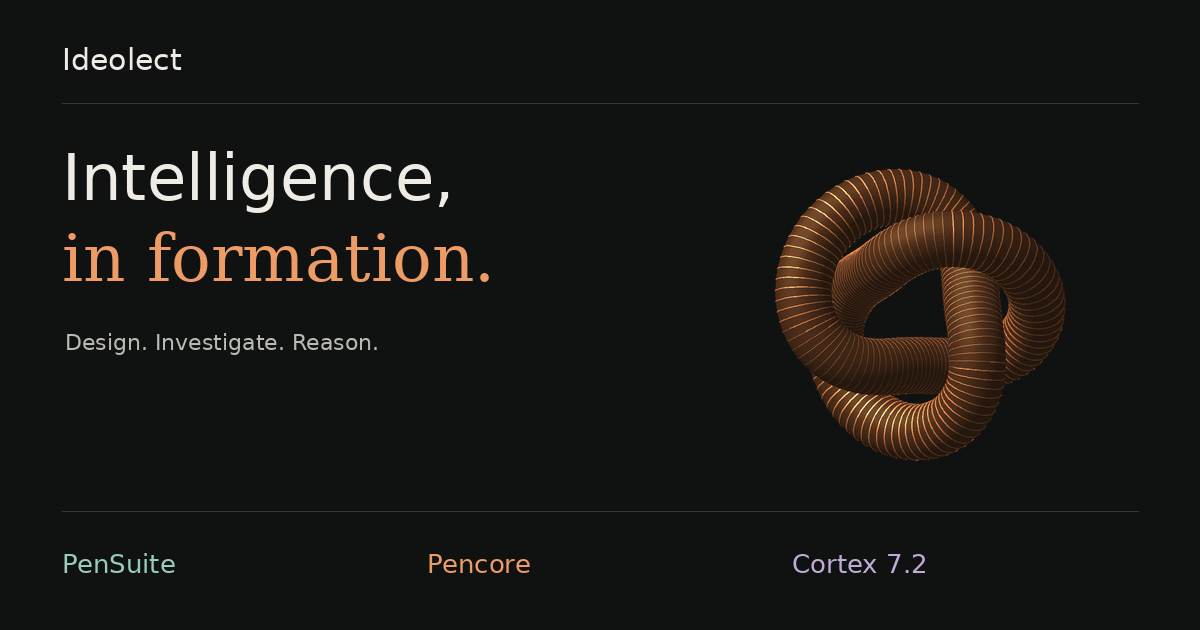 Ideolect
Intelligence,
in formation.
Design. Investigate. Reason.
PenSuite
Pencore
Cortex 7.2